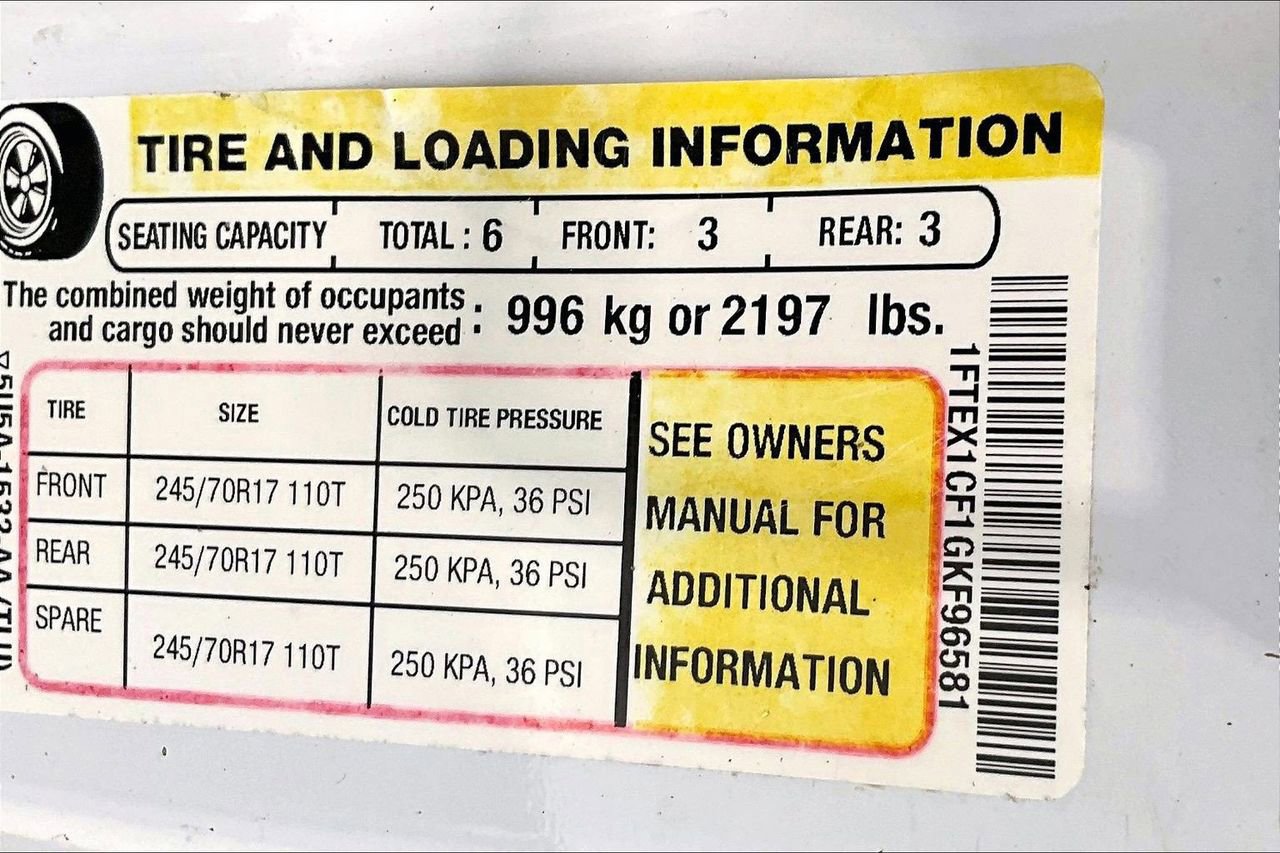 TIRE AND LOADING INFORMATION
SEATING CAPACITY TOTAL : 6 FRONT: 3 REAR: 3
The combined weight of occupants
and cargo should never exceed : 996 kg or 2197 lbs.
TIRE SIZE COLD TIRE PRESSURE
FRONT 245/70R17 110T 250 KPA, 36 PSI
REAR 245/70R17 110T 250 KPA, 36 PSI
SPARE 245/70R17 110T 250 KPA, 36 PSI
SEE OWNERS
MANUAL FOR
ADDITIONAL
INFORMATION
1FTEX1CF1GKF96581